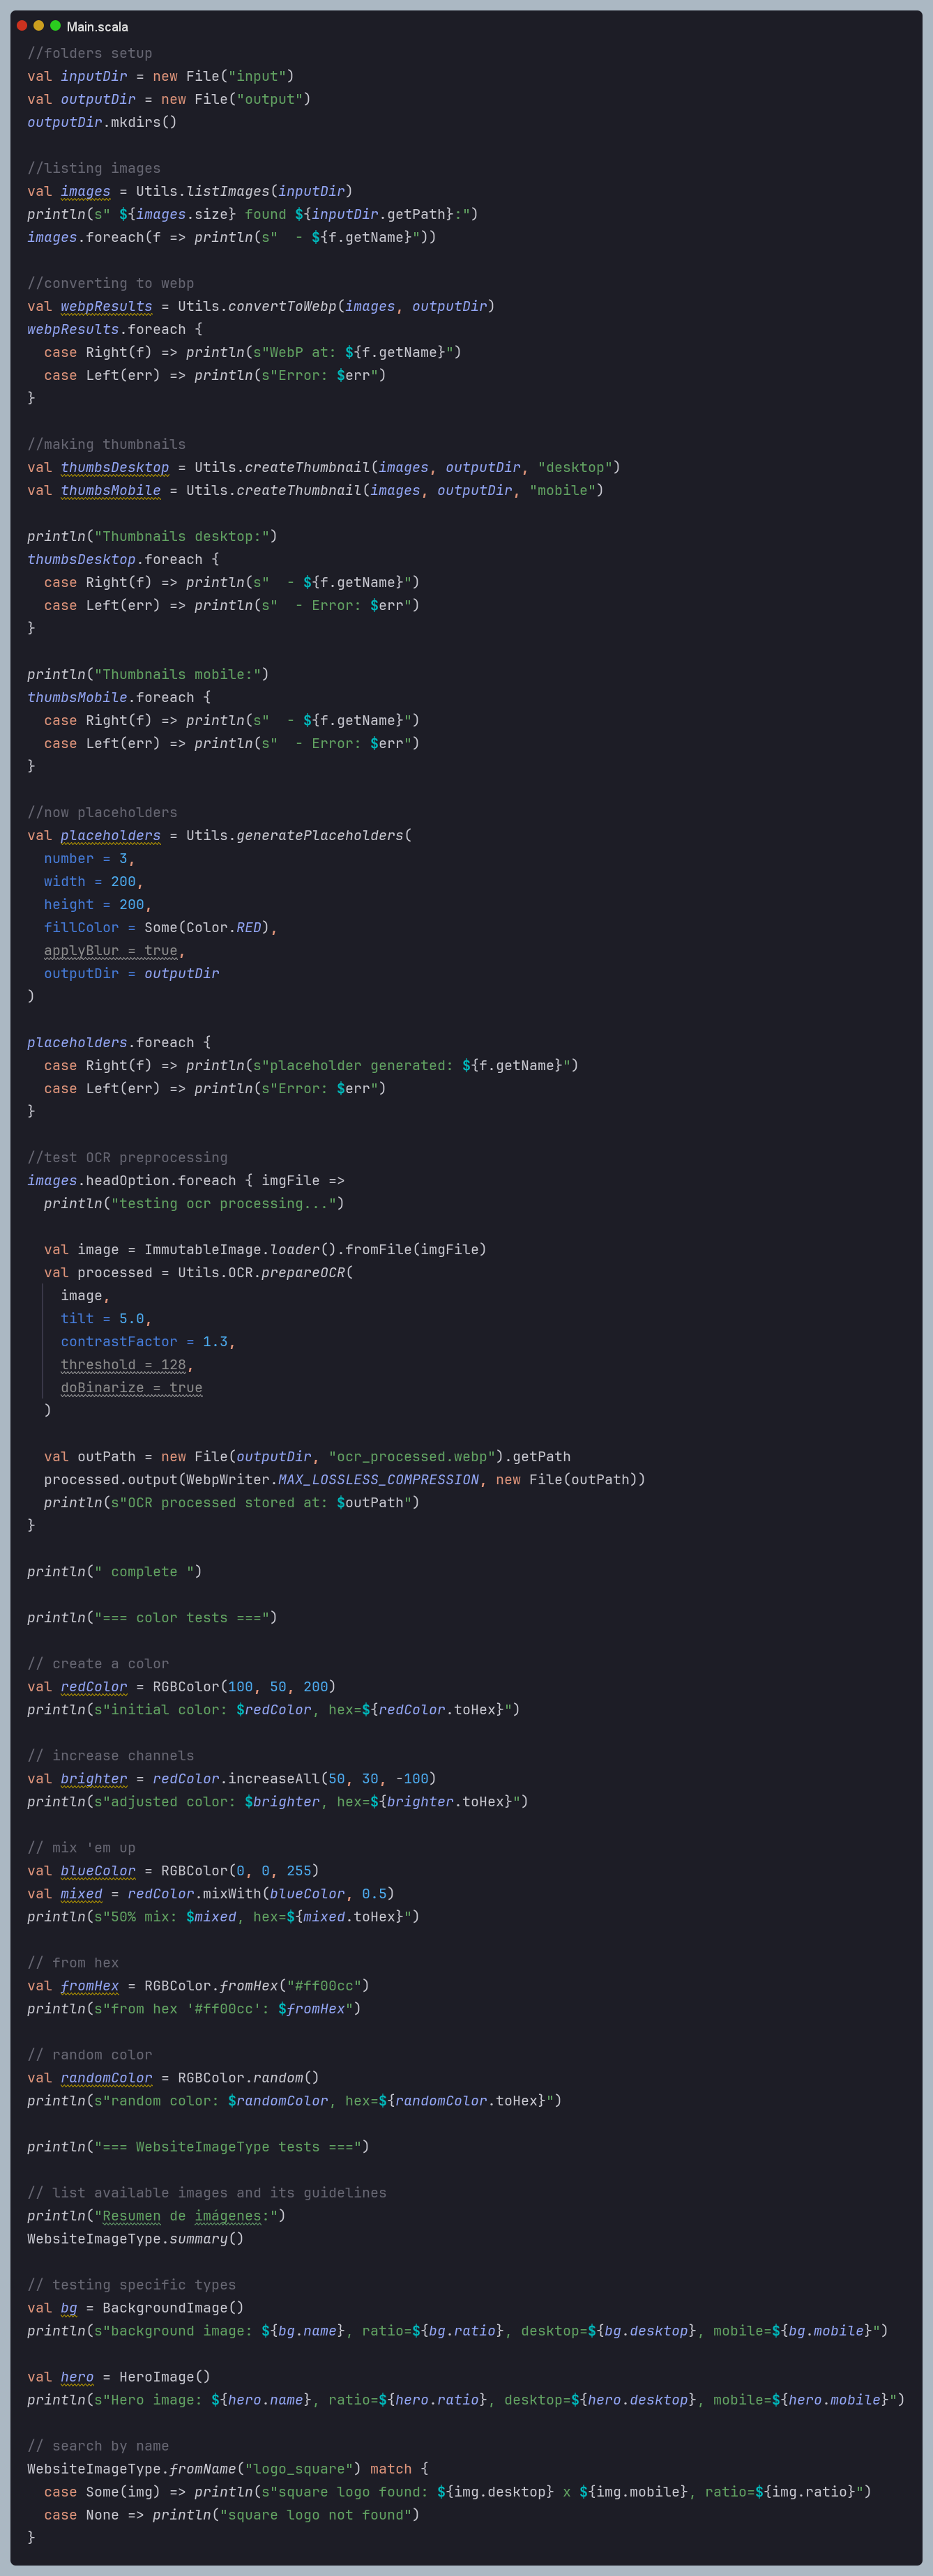 Main.scala
//folders setup
val inputDir = new File("input")
val outputDir = new File("output")
outputDir.mkdirs()

//listing images
val images = Utils.listImages(inputDir)
println(s" ${images.size} found ${inputDir.getPath}:")
images.foreach(f => println(s"  - ${f.getName}"))

//converting to webp
val webpResults = Utils.convertToWebp(images, outputDir)
webpResults.foreach {
  case Right(f) => println(s"WebP at: ${f.getName}")
  case Left(err) => println(s"Error: $err")
}

//making thumbnails
val thumbsDesktop = Utils.createThumbnail(images, outputDir, "desktop")
val thumbsMobile = Utils.createThumbnail(images, outputDir, "mobile")

println("Thumbnails desktop:")
thumbsDesktop.foreach {
  case Right(f) => println(s"  - ${f.getName}")
  case Left(err) => println(s"  - Error: $err")
}

println("Thumbnails mobile:")
thumbsMobile.foreach {
  case Right(f) => println(s"  - ${f.getName}")
  case Left(err) => println(s"  - Error: $err")
}

//now placeholders
val placeholders = Utils.generatePlaceholders(
  number = 3,
  width = 200,
  height = 200,
  fillColor = Some(Color.RED),
  applyBlur = true,
  outputDir = outputDir
)

placeholders.foreach {
  case Right(f) => println(s"placeholder generated: ${f.getName}")
  case Left(err) => println(s"Error: $err")
}

//test OCR preprocessing
images.headOption.foreach { imgFile =>
  println("testing ocr processing...")

  val image = ImmutableImage.loader().fromFile(imgFile)
  val processed = Utils.OCR.prepareOCR(
    image,
    tilt = 5.0,
    contrastFactor = 1.3,
    threshold = 128,
    doBinarize = true
  )

  val outPath = new File(outputDir, "ocr_processed.webp").getPath
  processed.output(WebpWriter.MAX_LOSSLESS_COMPRESSION, new File(outPath))
  println(s"OCR processed stored at: $outPath")
}

println(" complete ")

println("=== color tests ===")

// create a color
val redColor = RGBColor(100, 50, 200)
println(s"initial color: $redColor, hex=${redColor.toHex}")

// increase channels
val brighter = redColor.increaseAll(50, 30, -100)
println(s"adjusted color: $brighter, hex=${brighter.toHex}")

// mix 'em up
val blueColor = RGBColor(0, 0, 255)
val mixed = redColor.mixWith(blueColor, 0.5)
println(s"50% mix: $mixed, hex=${mixed.toHex}")

// from hex
val fromHex = RGBColor.fromHex("#ff00cc")
println(s"from hex '#ff00cc': $fromHex")

// random color
val randomColor = RGBColor.random()
println(s"random color: $randomColor, hex=${randomColor.toHex}")

println("=== WebsiteImageType tests ===")

// list available images and its guidelines
println("Resumen de imágenes:")
WebsiteImageType.summary()

// testing specific types
val bg = BackgroundImage()
println(s"background image: ${bg.name}, ratio=${bg.ratio}, desktop=${bg.desktop}, mobile=${bg.mobile}")

val hero = HeroImage()
println(s"Hero image: ${hero.name}, ratio=${hero.ratio}, desktop=${hero.desktop}, mobile=${hero.mobile}")

// search by name
WebsiteImageType.fromName("logo_square") match {
  case Some(img) => println(s"square logo found: ${img.desktop} x ${img.mobile}, ratio=${img.ratio}")
  case None => println("square logo not found")
}